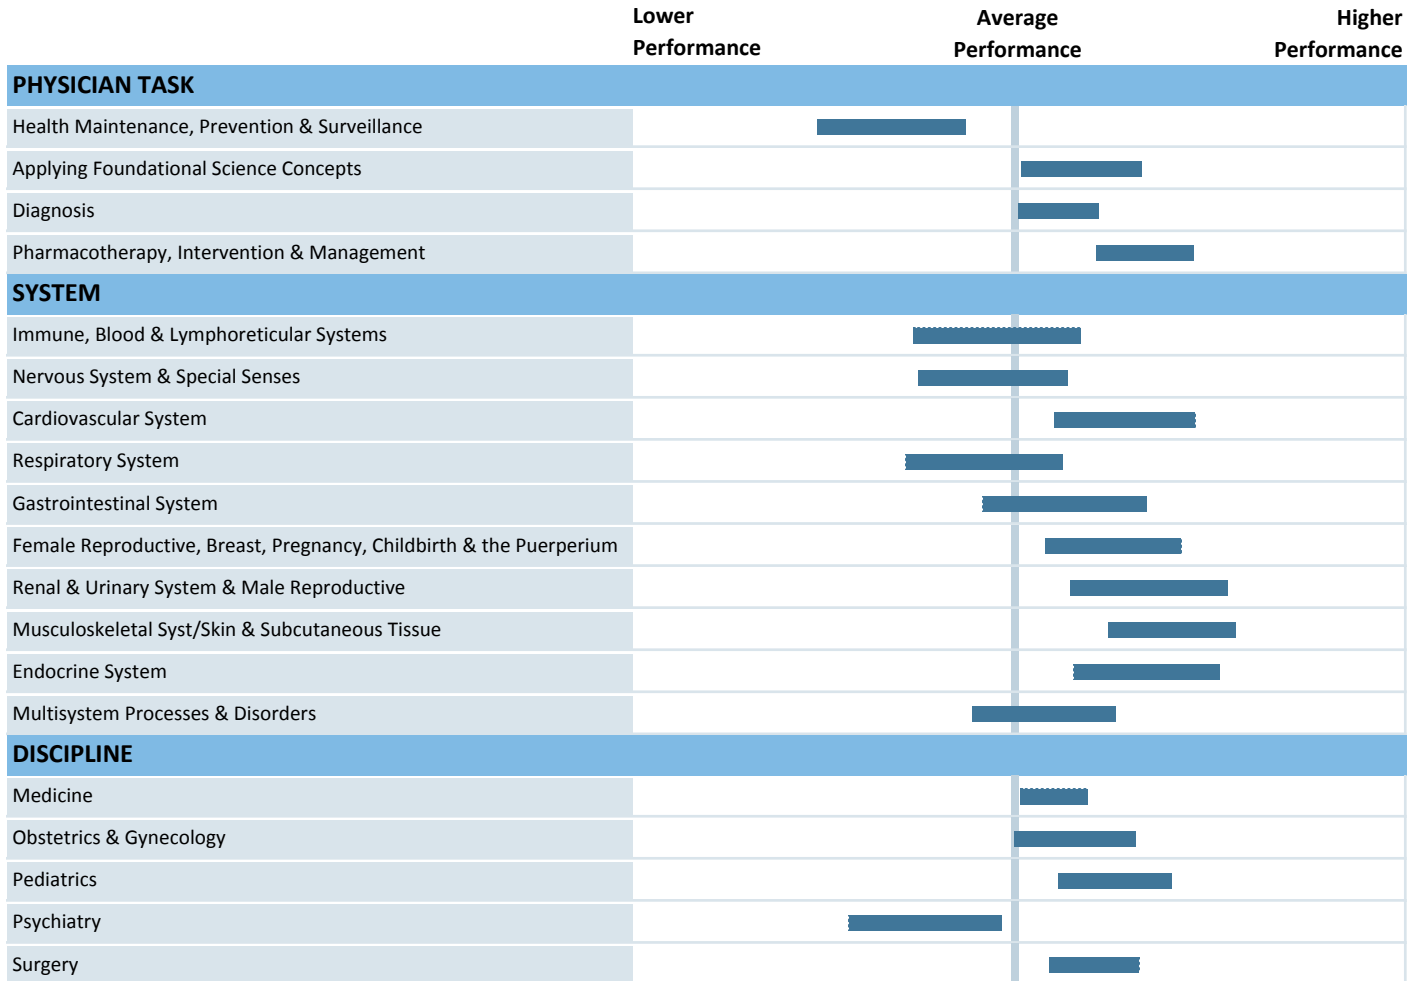 Lower Average Higher
Performance Performance Performance
PHYSICIAN TASK
Health Maintenance, Prevention & Surveillance
Applying Foundational Science Concepts
Diagnosis
Pharmacotherapy, Intervention & Management
SYSTEM
Immune, Blood & Lymphoreticular Systems
Nervous System & Special Senses
Cardiovascular System
Respiratory System
Gastrointestinal System
Female Reproductive, Breast, Pregnancy, Childbirth & the Puerperium
Renal & Urinary System & Male Reproductive
Musculoskeletal Syst/Skin & Subcutaneous Tissue
Endocrine System
Multisystem Processes & Disorders
DISCIPLINE
Medicine
Obstetrics & Gynecology
Pediatrics
Psychiatry
Surgery